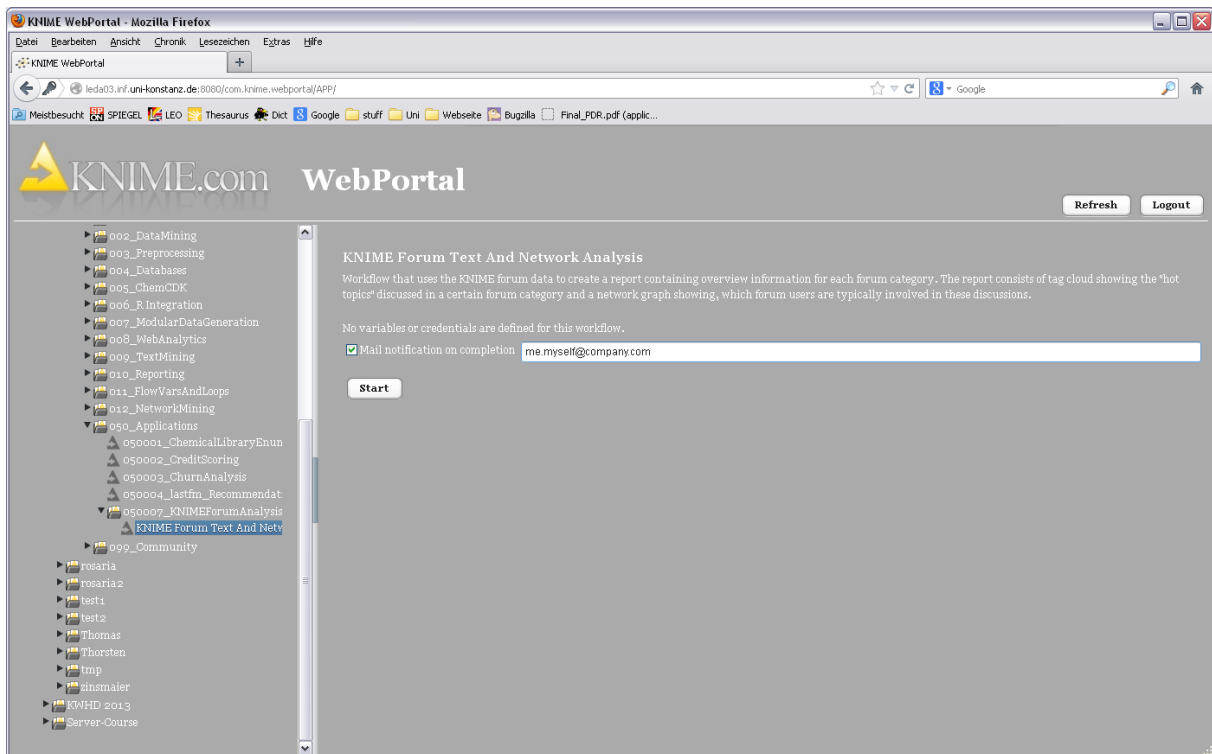 KNIME WebPortal - Mozilla Firefox
Datei Bearbeiten Ansicht Chronik Lesezeichen Extras Hilfe
KNIME WebPortal
leda03.inf.uni-konstanz.de:8080/com.knime.webportal/APP/
Google
Meistbesucht SPIEGEL LEO Thesaurus Dict Google stuff Uni Webseite Bugzilla Final_PDR.pdf (applic...
KNIME.com WebPortal
Refresh Logout
002_DataMining
003_Preprocessing
004_Databases
005_ChemCDK
006_R Integration
007_ModularDataGeneration
008_WebAnalytics
009_TextMining
010_Reporting
011_FlowVarsAndLoops
012_NetworkMining
050_Applications
050001_ChemicalLibraryEnun
050002_CreditScoring
050003_ChurnAnalysis
050004_lastfm_Recommendat
050007_KNIMEForumAnalysis
KNIME Forum Text And Netw
099_Community
rosaria
rosaria2
test1
test2
Thomas
Thorsten
tmp
zinsmaier
KWHD 2013
Server-Course
KNIME Forum Text And Network Analysis
Workflow that uses the KNIME forum data to create a report containing overview information for each forum category. The report consists of tag cloud showing the "hot
topics" discussed in a certain forum category and a network graph showing, which forum users are typically involved in these discussions.
No variables or credentials are defined for this workflow.
Mail notification on completion me.myself@company.com
Start